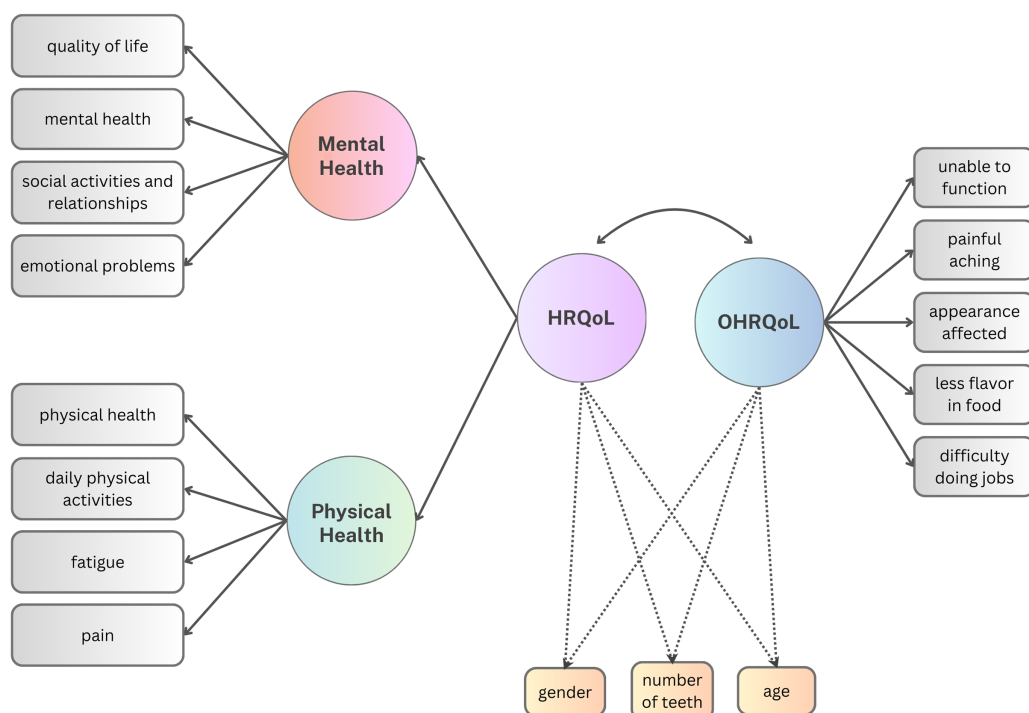 quality of life
mental health
social activities and
relationships
emotional problems
Mental
Health
physical health
daily physical
activities
fatigue
pain
Physical
Health
HRQoL
OHRQoL
unable to
function
painful
aching
appearance
affected
less flavor
in food
difficulty
doing jobs
gender
number
of teeth
age